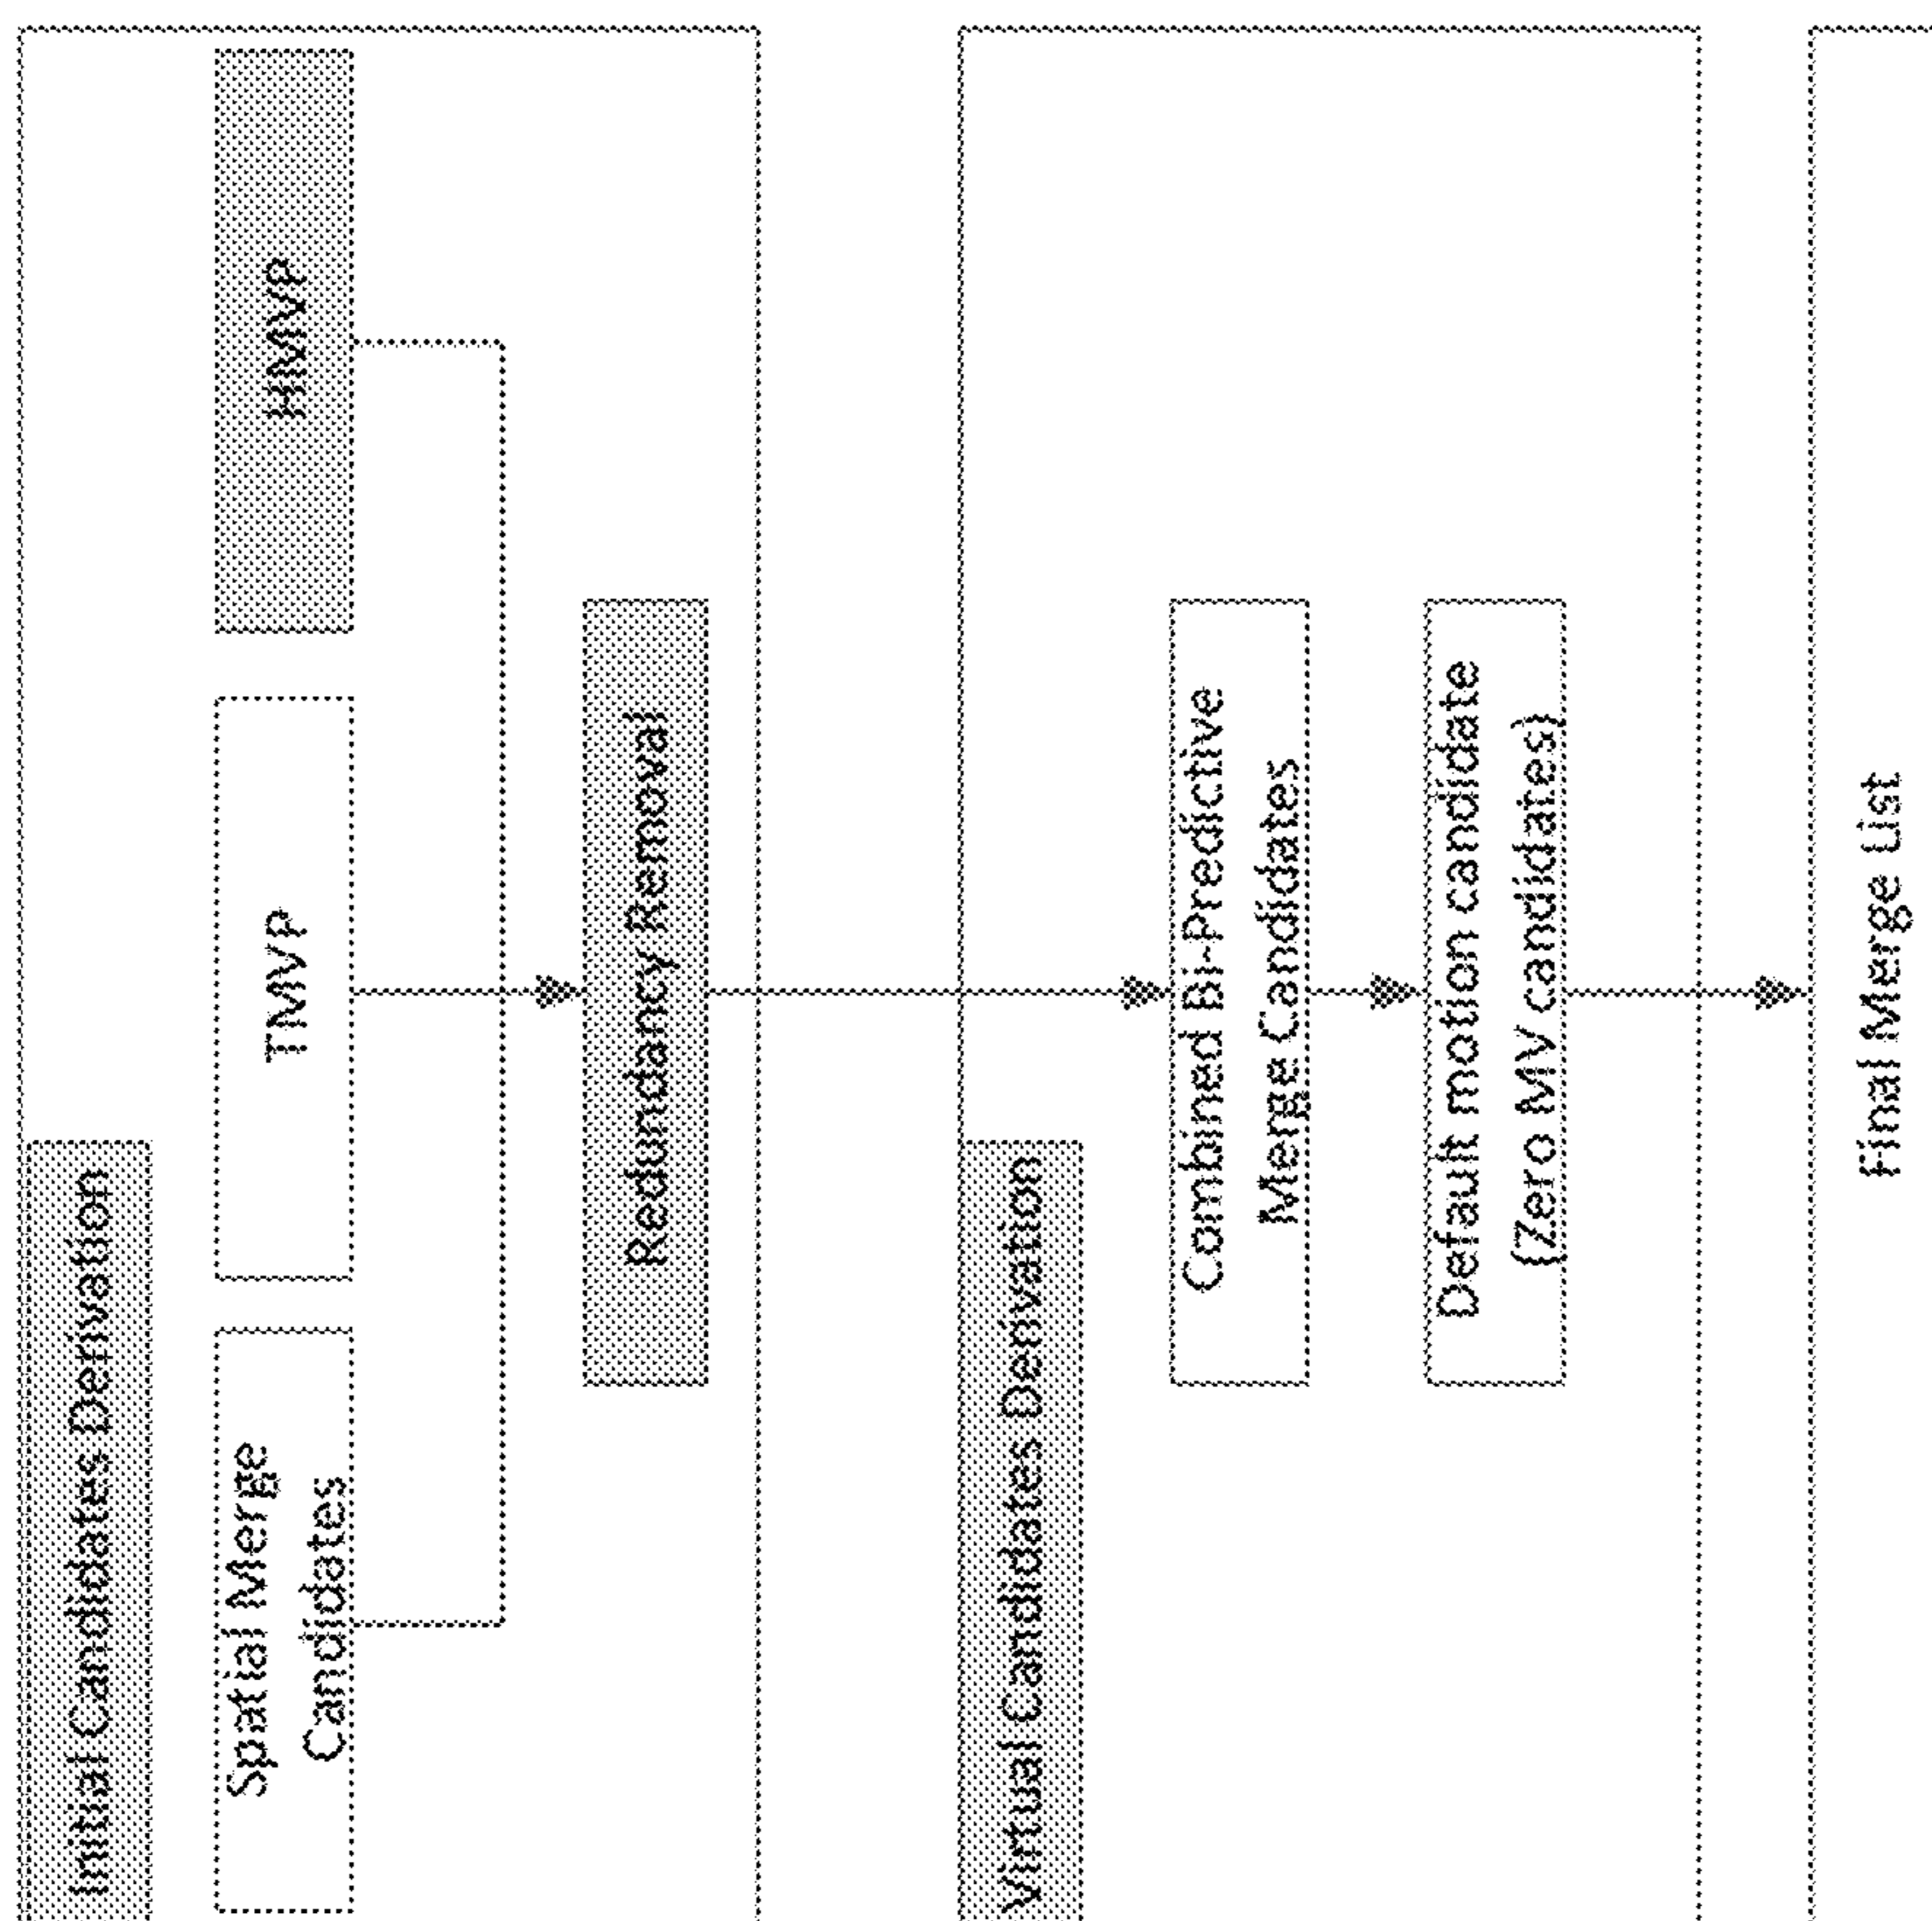 Initial Candidates Derivation
Spatial Merge
Candidates
TMVP
HMVP
Redundancy Removal
Virtual Candidates Derivation
Combined Bi-Predictive
Merge Candidates
Default motion candidate
(Zero MV candidates)
Final Merge List